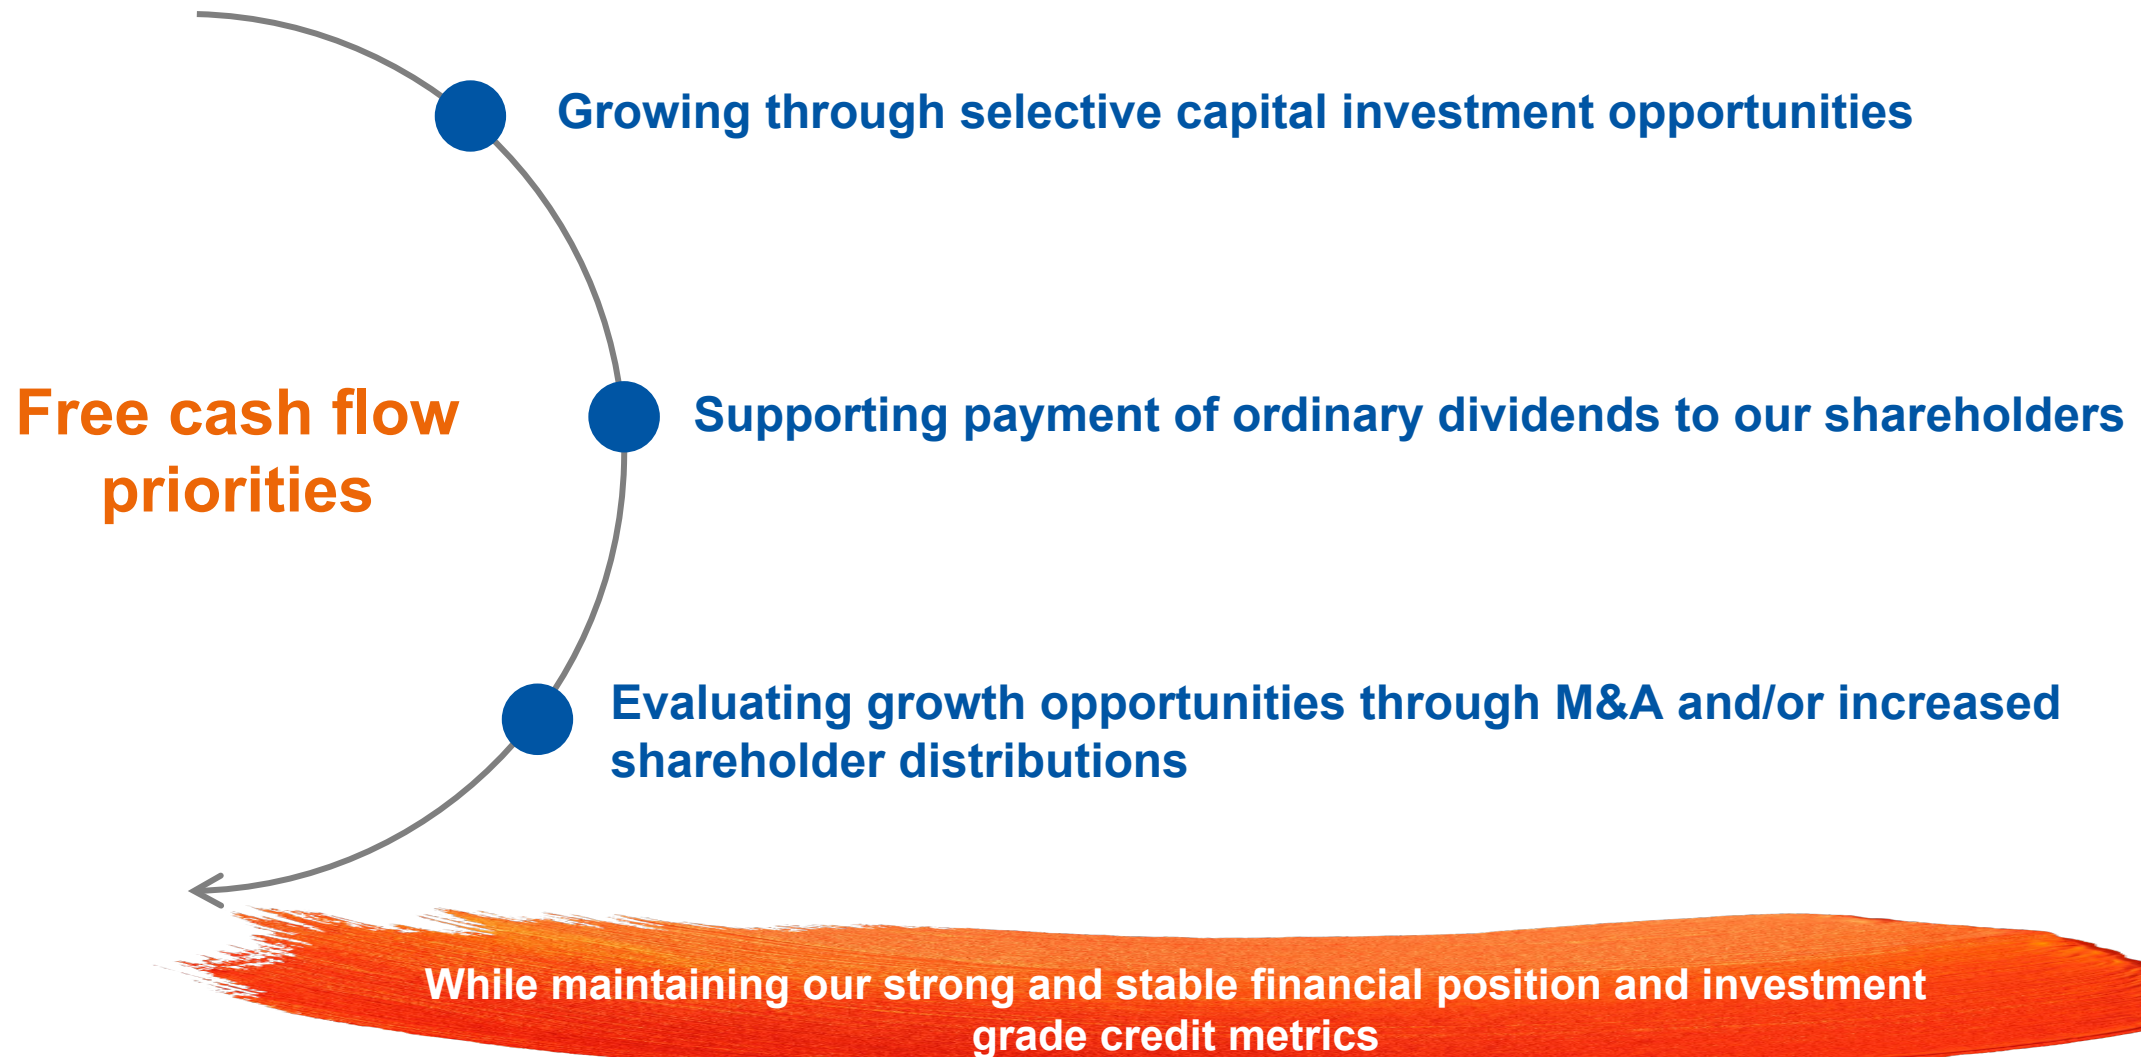 Growing through selective capital investment opportunities
Free cash flow
priorities
Supporting payment of ordinary dividends to our shareholders
Evaluating growth opportunities through M&A and/or increased
shareholder distributions
While maintaining our strong and stable financial position and investment
grade credit metrics